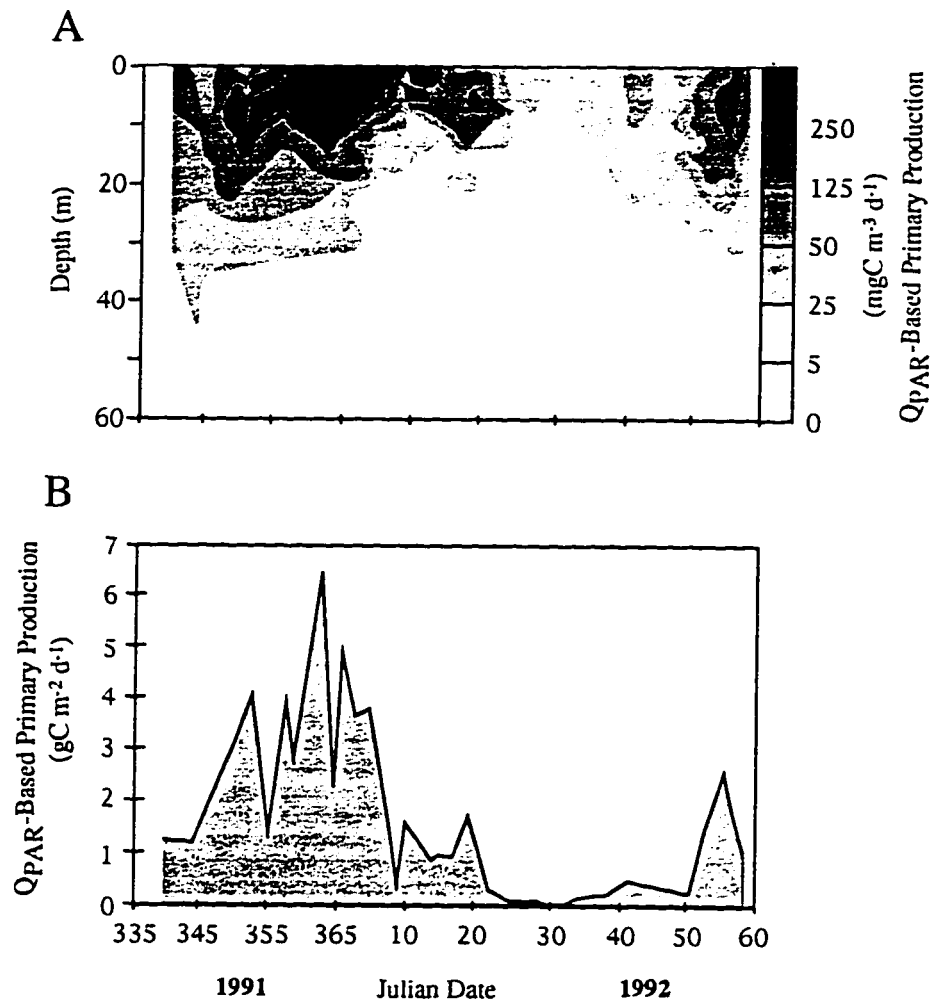 A
0
20
40
60
Depth (m)
250
125
50
25
5
0
QPAR-Based Primary Production
(mgC m-3 d-1)
B
7
6
5
4
3
2
1
0
QPAR-Based Primary Production
(gC m-2 d-1)
335 345 355 365 10 20 30 40 50 60
1991 Julian Date 1992